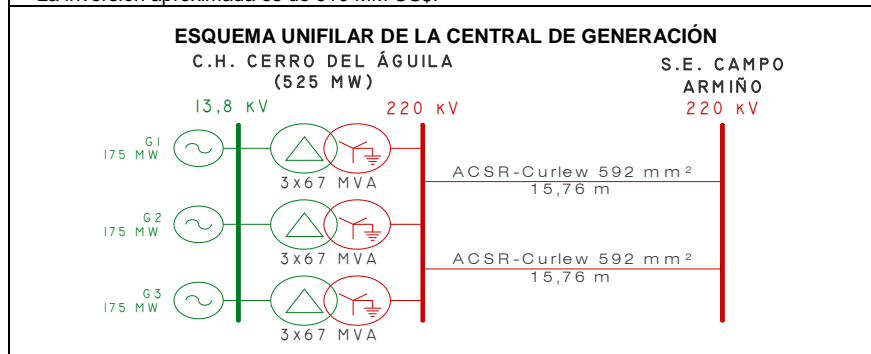 ESQUEMA UNIFILAR DE LA CENTRAL DE GENERACIÓN
C.H. CERRO DEL ÁGUILA
(525 MW)
S.E. CAMPO
ARMIÑO
13,8 KV
220 KV
220 KV
G1
175 MW
3x67 MVA
ACSR-Curlew 592 mm²
15,76 m
G2
175 MW
3x67 MVA
ACSR-Curlew 592 mm²
15,76 m
G3
175 MW
3x67 MVA